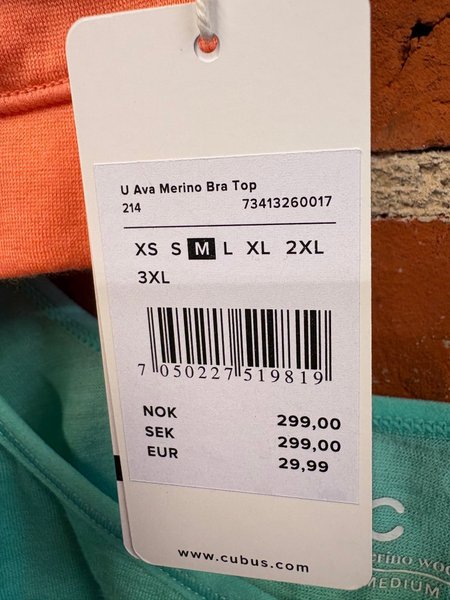 U Ava Merino Bra Top
214 73413260017
XS S M L XL 2XL
3XL
7 050227 519819
NOK 299,00
SEK 299,00
EUR 29,99
www.cubus.com
C
MEDIUM